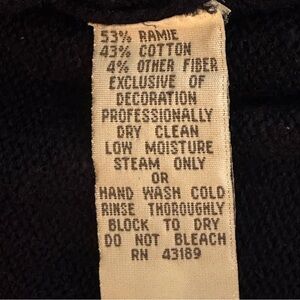 53% RAMIE
43% COTTON
4% OTHER FIBER
EXCLUSIVE OF
DECORATION
PROFESSIONALLY
DRY CLEAN
LOW MOISTURE
STEAM ONLY
OR
HAND WASH COLD
RINSE THOROUGHLY
BLOCK TO DRY
DO NOT BLEACH
RN 43189